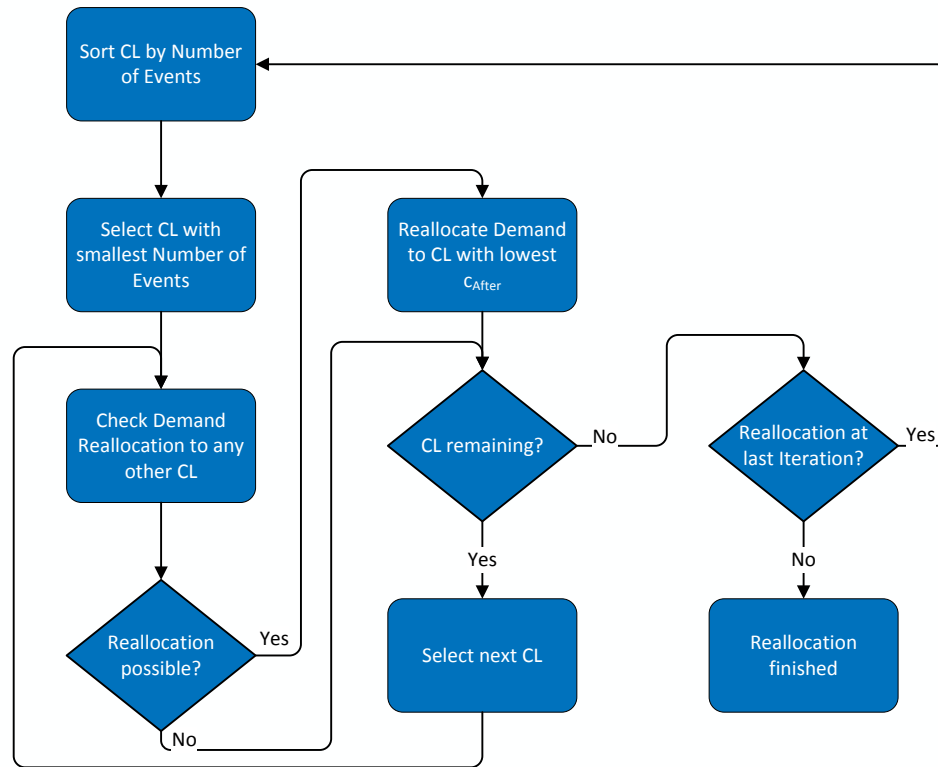 Sort CL by Number
of Events
Select CL with
smallest Number of
Events
Reallocate Demand
to CL with lowest
cAfter
Check Demand
Reallocation to any
other CL
CL remaining?
No
Reallocation at
last Iteration?
Yes
Yes
No
Reallocation
possible?
Yes
No
Select next CL
Reallocation
finished